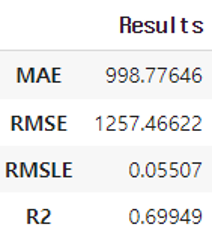 Results
MAE 998.77646
RMSE 1257.46622
RMSLE 0.05507
R2 0.69949